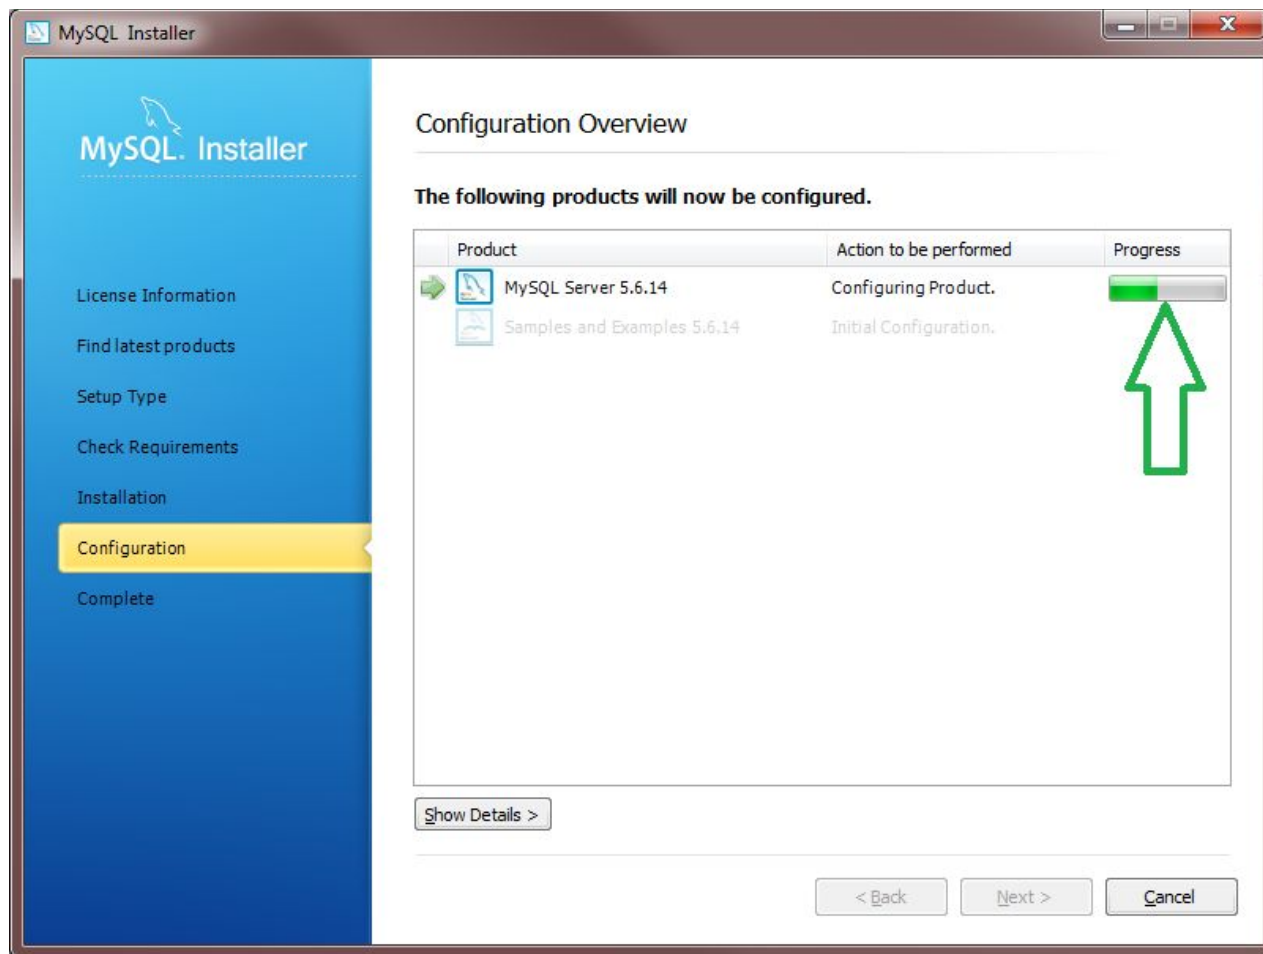 MySQL Installer
MySQL. Installer
License Information
Find latest products
Setup Type
Check Requirements
Installation
Configuration
Complete
Configuration Overview
The following products will now be configured.
Product Action to be performed Progress
MySQL Server 5.6.14 Configuring Product.
Samples and Examples 5.6.14 Initial Configuration.
Show Details >
< Back Next > Cancel